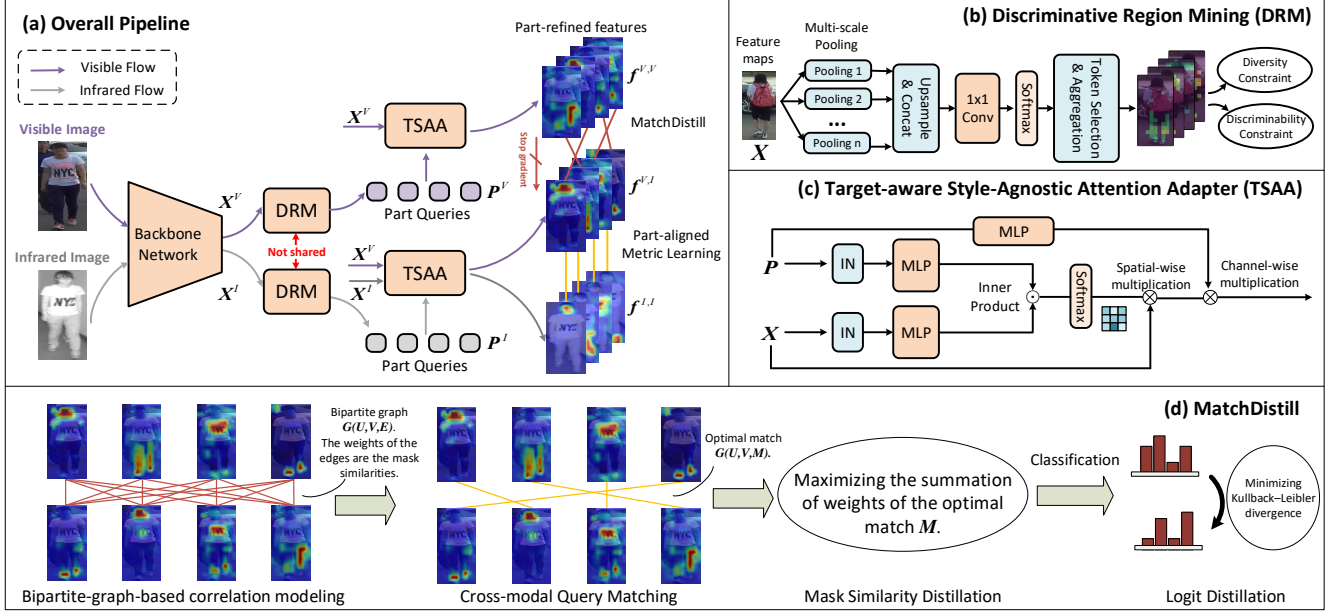 (a) Overall Pipeline
Visible Flow
Infrared Flow
Visible Image
NYC
Infrared Image
NYC
Backbone
Network
X^V
X^I
DRM
Not shared
DRM
X^V
TSAA
Part Queries
P^V
X^V
X^I
TSAA
Part Queries
P^I
Part-refined features
f^{V,V}
MatchDistill
Stop gradient
f^{V,I}
Part-aligned
Metric Learning
f^{I,I}
(b) Discriminative Region Mining (DRM)
Feature
maps
X
Multi-scale
Pooling
Pooling 1
Pooling 2
...
Pooling n
Upsample
& Concat
1x1
Conv
Softmax
Token Selection
& Aggregation
Diversity
Constraint
Discriminability
Constraint
(c) Target-aware Style-Agnostic Attention Adapter (TSAA)
P
IN
MLP
MLP
X
IN
MLP
Inner
Product
Softmax
Spatial-wise
multiplication
Channel-wise
multiplication
(d) MatchDistill
Bipartite graph
G(U,V,E).
The weights of the
edges are the mask
similarities.
Bipartite-graph-based correlation modeling
Optimal match
G(U,V,M).
Cross-modal Query Matching
Maximizing the summation
of weights of the optimal
match M.
Mask Similarity Distillation
Classification
Minimizing
Kullback–Leibler
divergence
Logit Distillation